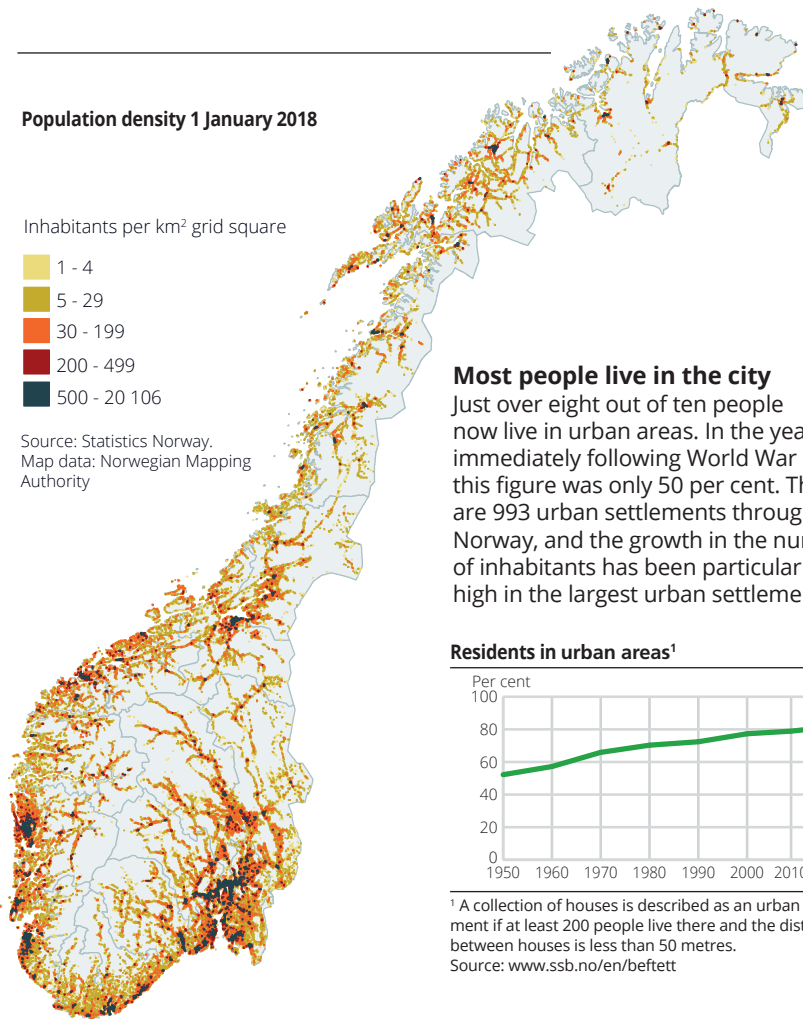 Population density 1 January 2018
Inhabitants per km² grid square
1 - 4
5 - 29
30 - 199
200 - 499
500 - 20 106
Source: Statistics Norway.
Map data: Norwegian Mapping
Authority
Most people live in the city
Just over eight out of ten people
now live in urban areas. In the yea
immediately following World War
this figure was only 50 per cent. Th
are 993 urban settlements throug
Norway, and the growth in the nu
of inhabitants has been particular
high in the largest urban settleme
Residents in urban areas¹
Per cent
100
80
60
40
20
0
1950 1960 1970 1980 1990 2000 2010
¹ A collection of houses is described as an urban
ment if at least 200 people live there and the dist
between houses is less than 50 metres.
Source: www.ssb.no/en/beftett